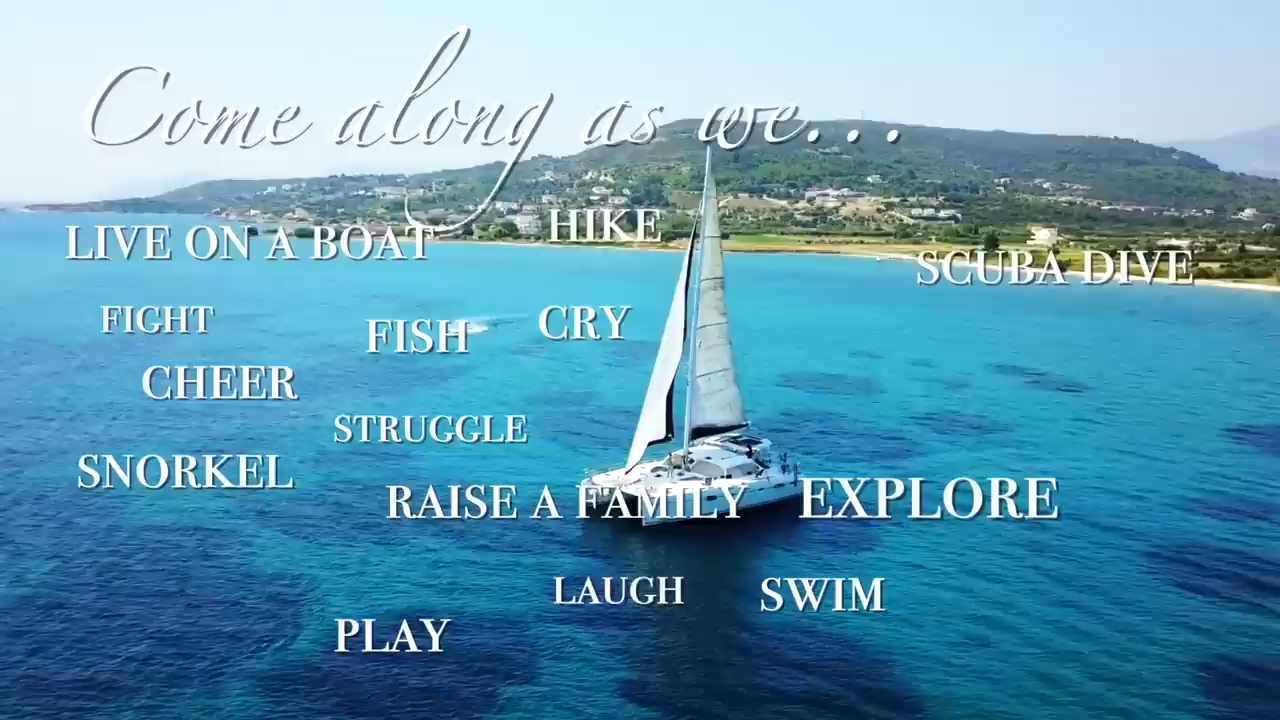 Come along as we...
HIKE
LIVE ON A BOAT
SCUBA DIVE
FIGHT
FISH
CRY
CHEER
STRUGGLE
SNORKEL
RAISE A FAMILY
EXPLORE
LAUGH
SWIM
PLAY